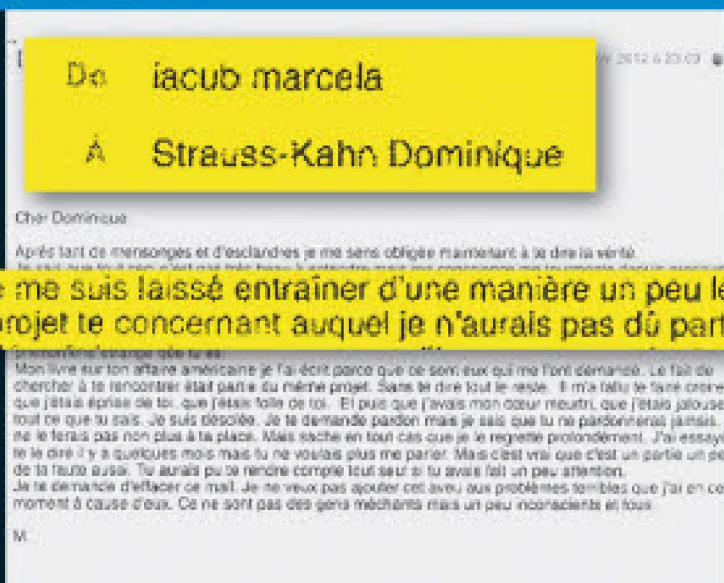 De iacub marcela
2012 à 23:03
À Strauss-Kahn Dominique
Cher Dominique
Après tant de mensonges et d'esclandres je me sens obligée maintenant à te dire la vérité.
me suis laissé entraîner d'une manière un peu
projet te concernant auquel je n'aurais pas dû
phénomène étrange que tu es.
Mon livre sur ton affaire américaine je l'ai écrit parce que ce sont eux qui me l'ont demandé. Le fait de
chercher à te rencontrer était partie du même projet. Sans te dire tout le reste. Il m'a fallu te faire croire
que j'étais éprise de toi, que j'étais folle de toi. Et puis que j'avais mon cœur meurtri, que j'étais jalouse
tout ce que tu sais. Je suis désolée. Je te demande pardon mais je sais que tu ne pardonneras jamais.
ne le ferais pas non plus à ta place. Mais sache en tout cas que je le regrette profondément. J'ai essayé
te le dire il y a quelques mois mais tu ne voulais plus me parler. Mais c'est vrai que c'est un partie un
de ta faute aussi. Tu aurais pu te rendre compte tout seul si tu avais fait un peu attention.
Je te demande d'effacer ce mail. Je ne veux pas ajouter cet aveu aux problèmes terribles que j'ai en ce
moment à cause d'eux. Ce ne sont pas des gens méchants mais un peu inconscients et fous
M.